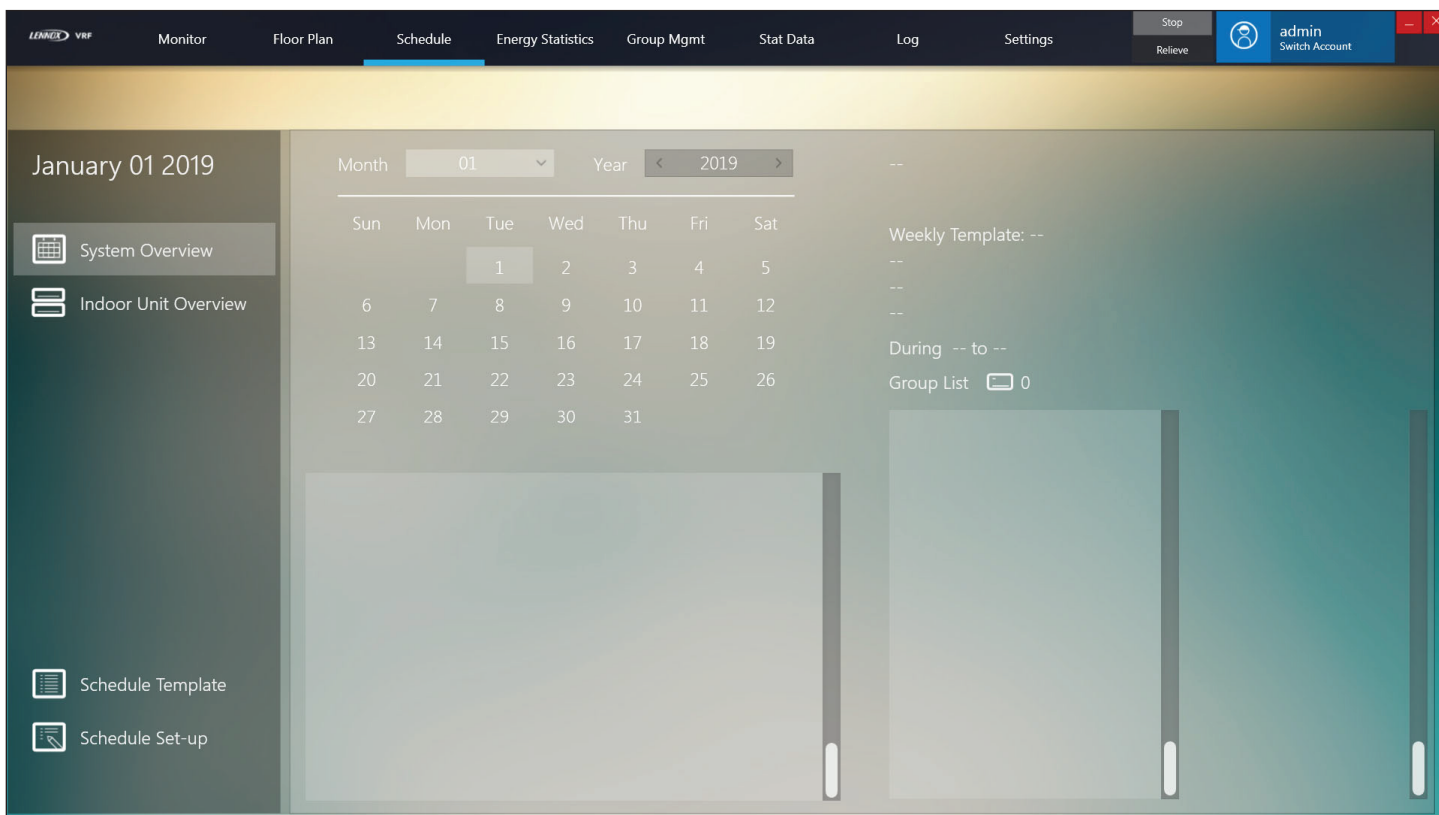 LENNOX VRF Monitor Floor Plan Schedule Energy Statistics Group Mgmt Stat Data Log Settings Stop Relieve admin Switch Account
January 01 2019
System Overview
Indoor Unit Overview
Schedule Template
Schedule Set-up
Month 01 Year < 2019 >
Sun Mon Tue Wed Thu Fri Sat
1 2 3 4 5
6 7 8 9 10 11 12
13 14 15 16 17 18 19
20 21 22 23 24 25 26
27 28 29 30 31
--
Weekly Template: --
--
--
--
During -- to --
Group List 0